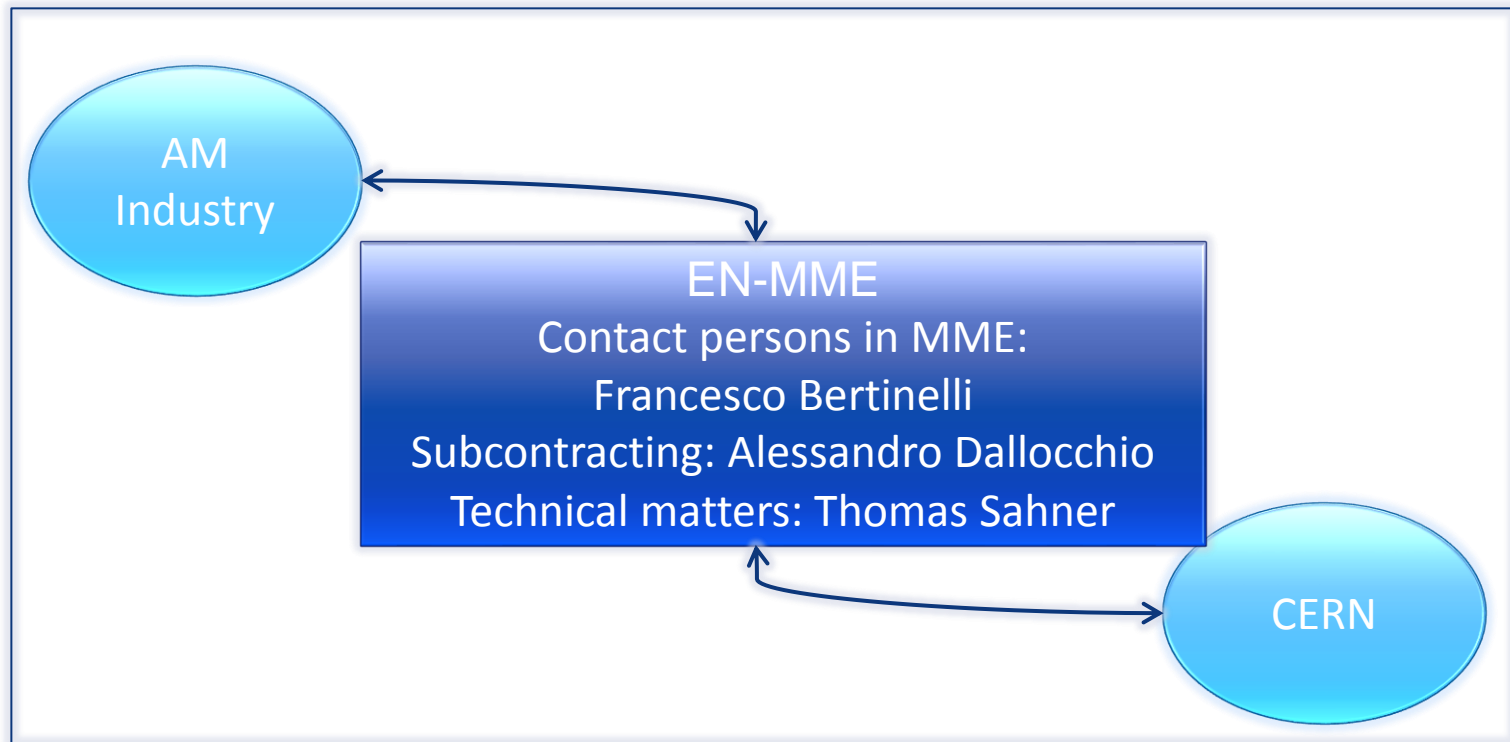 AM
Industry
EN-MME
Contact persons in MME:
Francesco Bertinelli
Subcontracting: Alessandro Dallocchio
Technical matters: Thomas Sahner
CERN